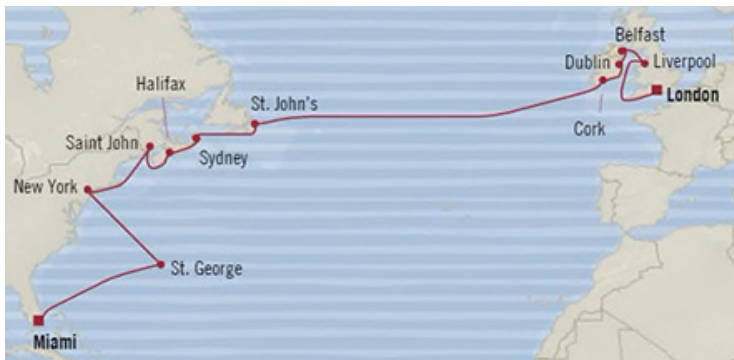 Belfast
Dublin
Liverpool
London
Halifax
St. John's
Cork
Saint John
Sydney
New York
St. George
Miami